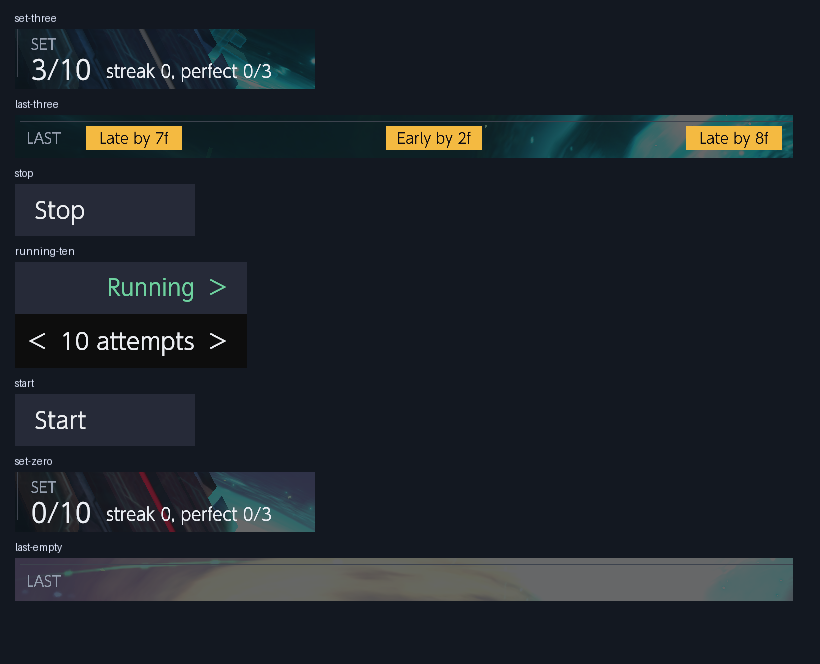 set-three
SET
3/10 streak 0, perfect 0/3
last-three
LAST Late by 7f Early by 2f Late by 8f
stop
Stop
running-ten
Running >
< 10 attempts >
start
Start
set-zero
SET
0/10 streak 0, perfect 0/3
last-empty
LAST